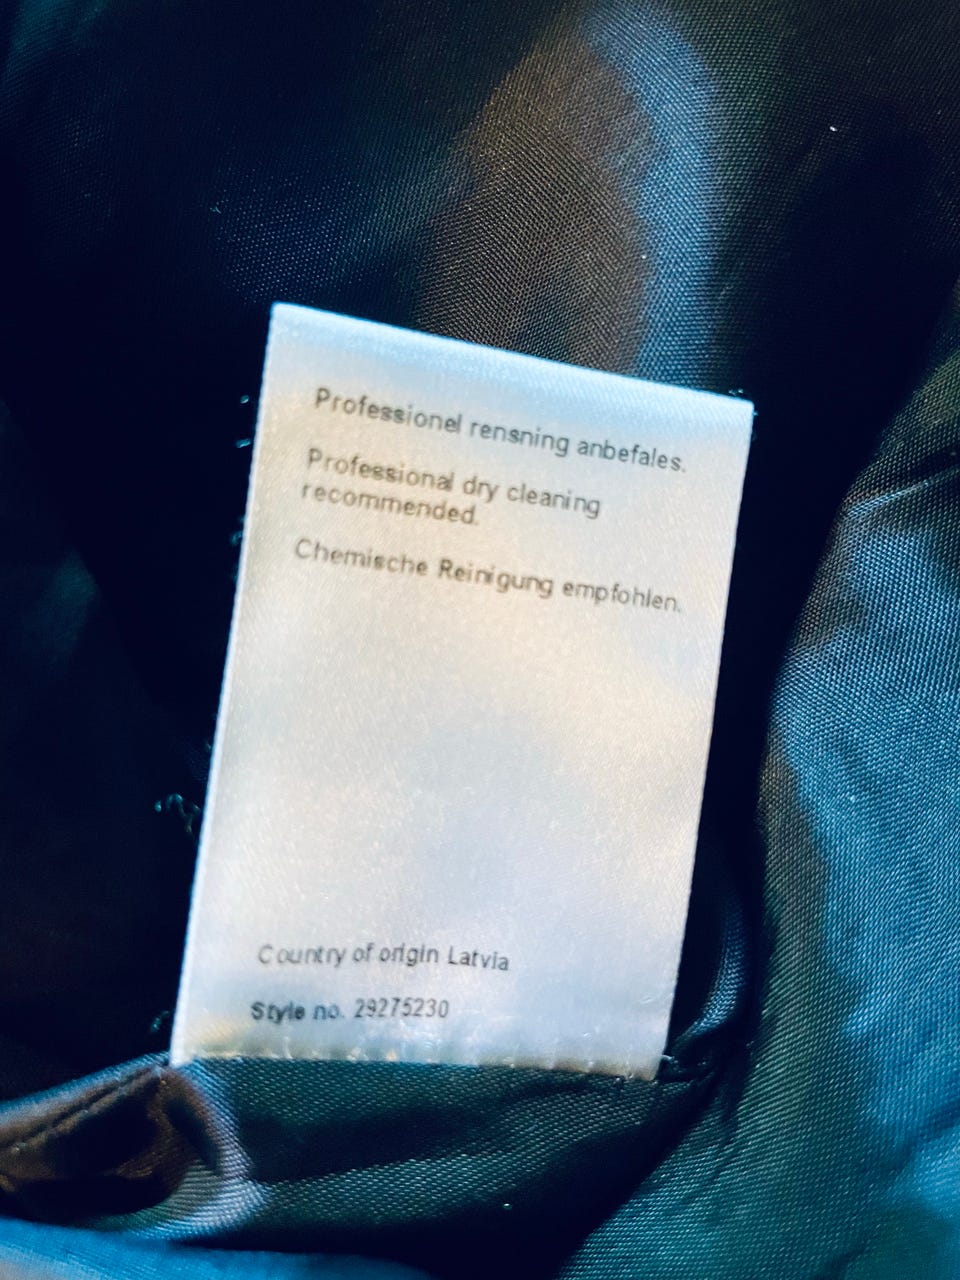 Professionel rensning anbefales.
Professional dry cleaning
recommended.
Chemische Reinigung empfohlen.
Country of origin Latvia
Style no. 29275230